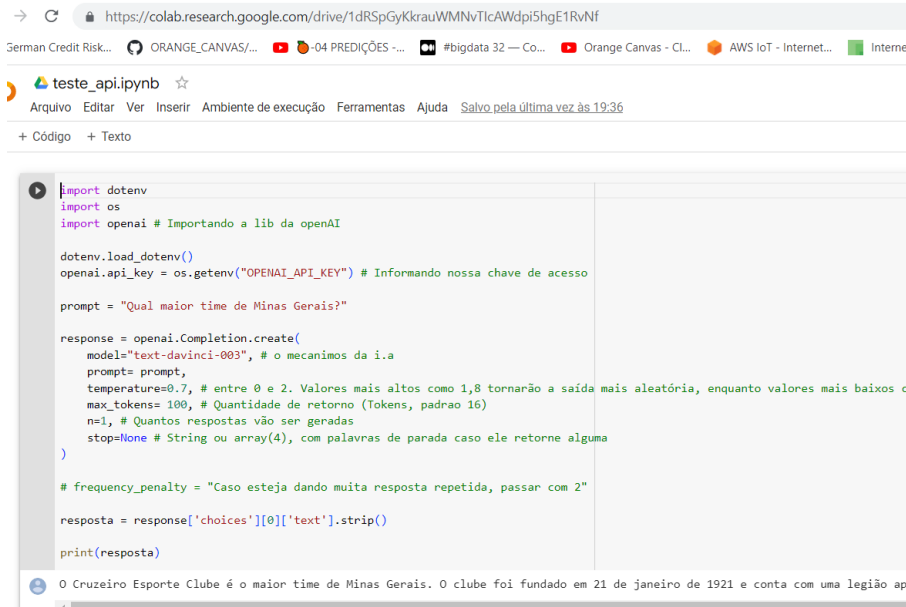 https://colab.research.google.com/drive/1dRSpGyKkrauWMNvTIcAWdpi5hgE1RvNf
German Credit Risk... ORANGE_CANVAS/... -04 PREDIÇÕES -... #bigdata 32 — Co... Orange Canvas - Cl... AWS IoT - Internet... Interne
teste_api.ipynb
Arquivo Editar Ver Inserir Ambiente de execução Ferramentas Ajuda Salvo pela última vez às 19:36
+ Código + Texto
import dotenv
import os
import openai # Importando a lib da openAI
dotenv.load_dotenv()
openai.api_key = os.getenv("OPENAI_API_KEY") # Informando nossa chave de acesso
prompt = "Qual maior time de Minas Gerais?"
response = openai.Completion.create(
model="text-davinci-003", # o mecanimos da i.a
prompt= prompt,
temperature=0.7, # entre 0 e 2. Valores mais altos como 1,8 tornarão a saída mais aleatória, enquanto valores mais baixos
max_tokens= 100, # Quantidade de retorno (Tokens, padrao 16)
n=1, # Quantos respostas vão ser geradas
stop=None # String ou array(4), com palavras de parada caso ele retorne alguma
)
# frequency_penalty = "Caso esteja dando muita resposta repetida, passar com 2"
resposta = response['choices'][0]['text'].strip()
print(resposta)
O Cruzeiro Esporte Clube é o maior time de Minas Gerais. O clube foi fundado em 21 de janeiro de 1921 e conta com uma legião ap